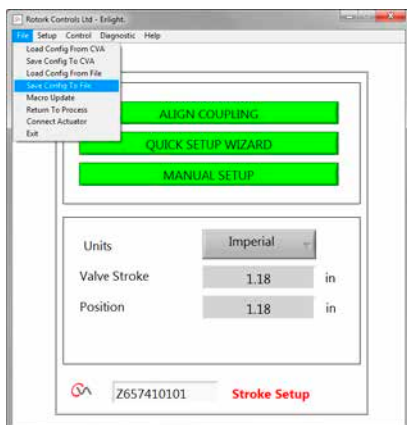 Rotork Controls Ltd - Enlight.
File Setup Control Diagnostic Help
Load Config From CVA
Save Config To CVA
Load Config From File
Save Config To File
Macro Update
Return To Process
Connect Actuator
Exit
ALIGN COUPLING
QUICK SETUP WIZARD
MANUAL SETUP
Units Imperial
Valve Stroke 1.18 in
Position 1.18 in
Z657410101 Stroke Setup